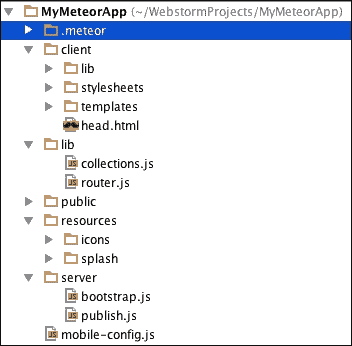 MyMeteorApp (~/WebstormProjects/MyMeteorApp)
.meteor
client
lib
stylesheets
templates
head.html
lib
collections.js
router.js
public
resources
icons
splash
server
bootstrap.js
publish.js
mobile-config.js